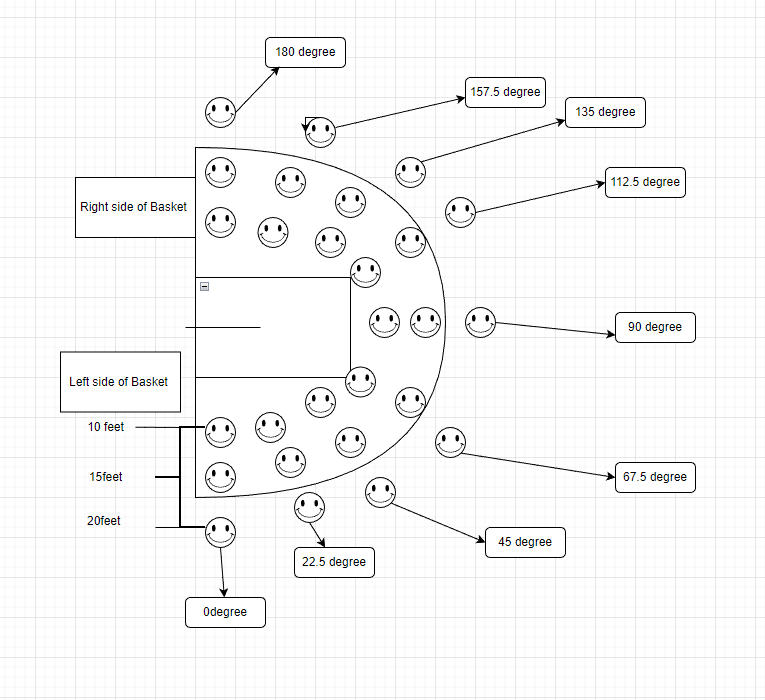 180 degree
157.5 degree
135 degree
112.5 degree
Right side of Basket
90 degree
Left side of Basket
10 feet
15feet
67.5 degree
20feet
45 degree
22.5 degree
0degree